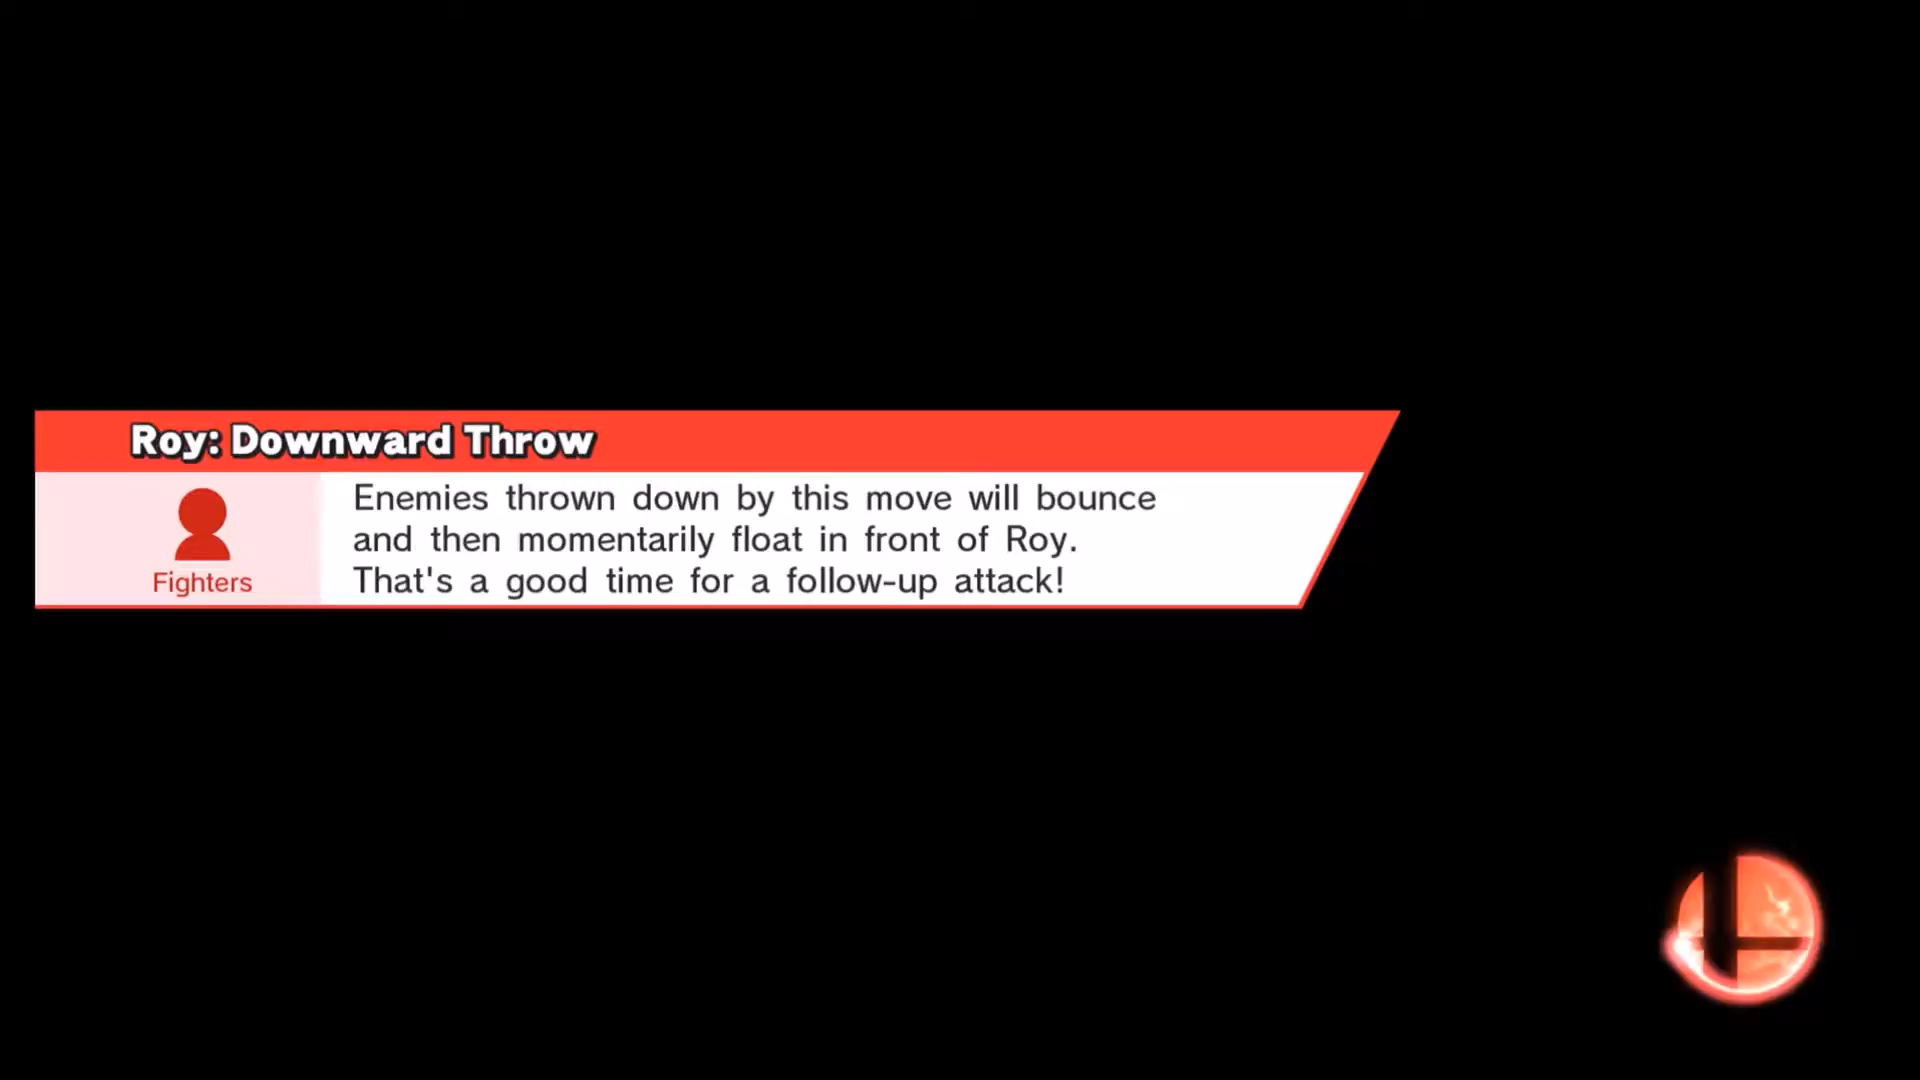 Roy: Downward Throw
Enemies thrown down by this move will bounce
and then momentarily float in front of Roy.
That's a good time for a follow-up attack!
Fighters